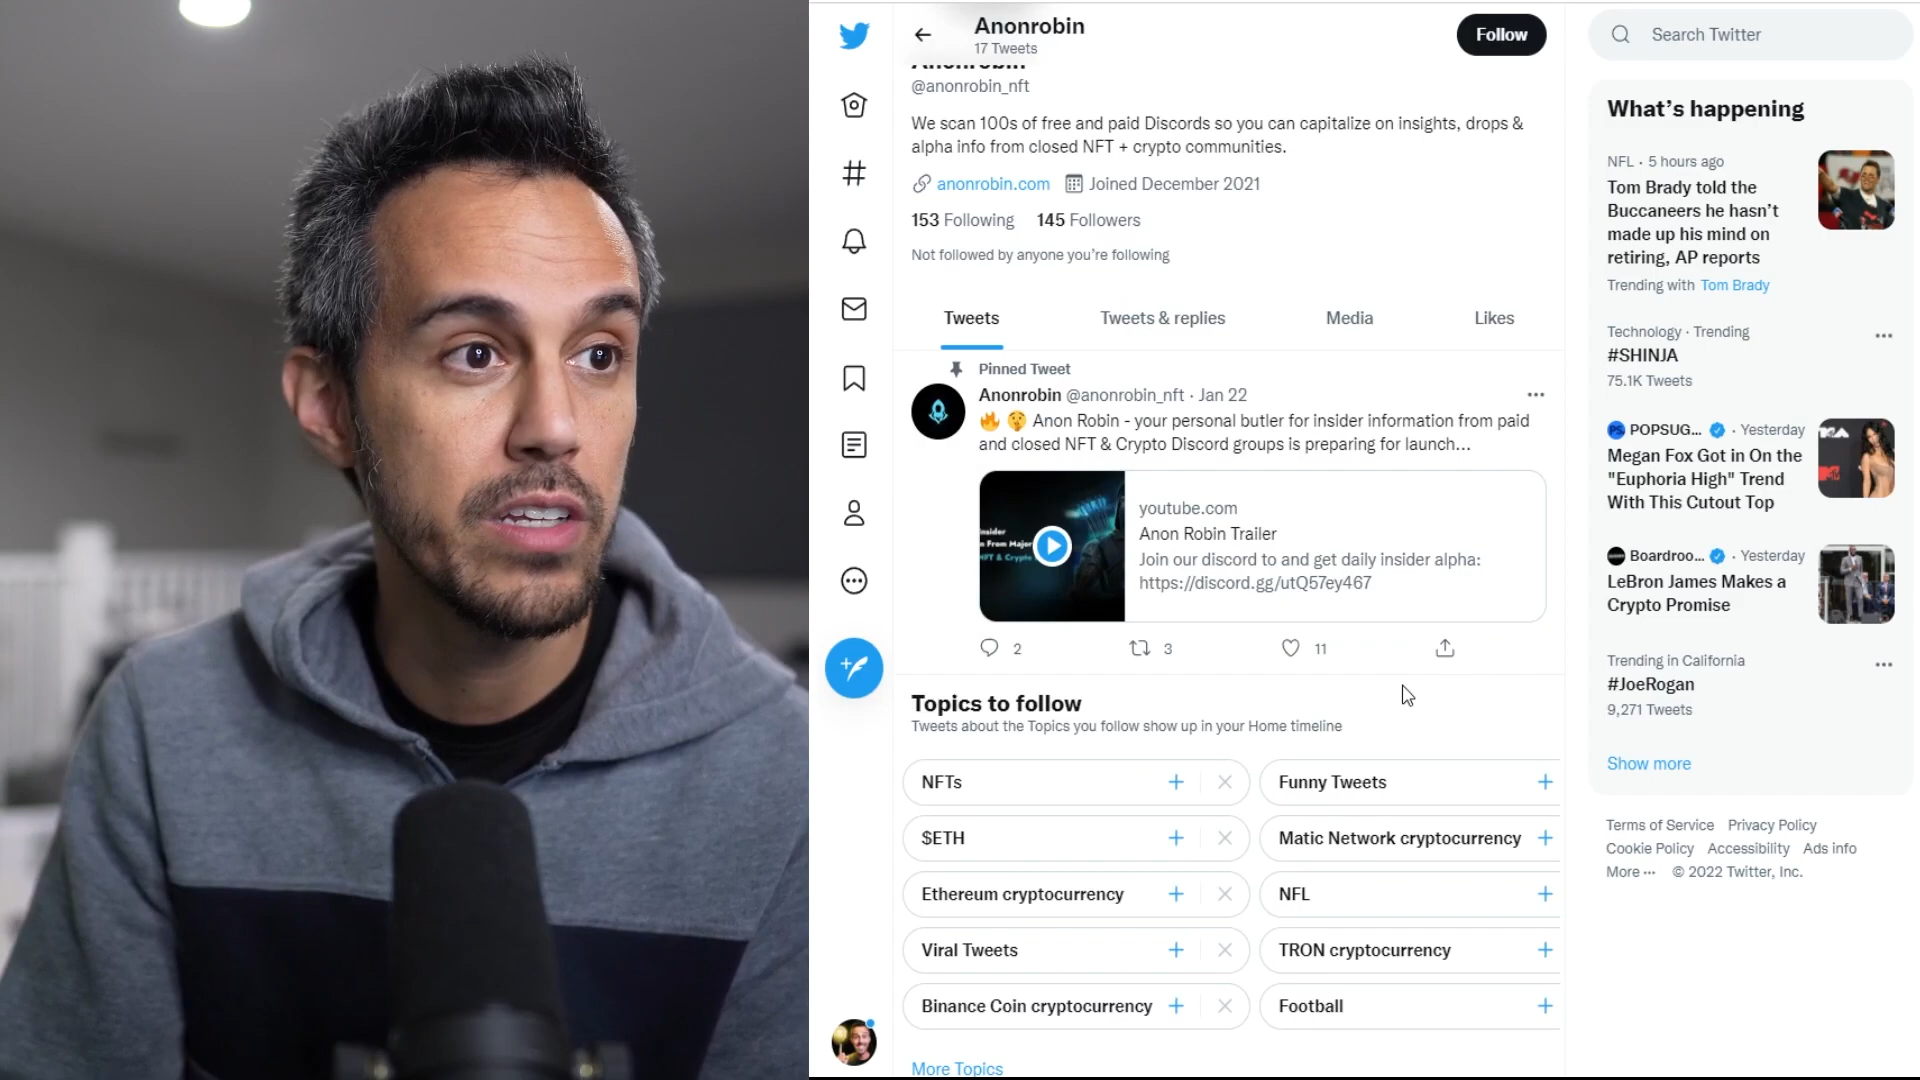 Anonrobin
17 Tweets
Follow
Anonrobin
@anonrobin_nft
We scan 100s of free and paid Discords so you can capitalize on insights, drops &
alpha info from closed NFT + crypto communities.
anonrobin.com Joined December 2021
153 Following 145 Followers
Not followed by anyone you're following
Tweets Tweets & replies Media Likes
Pinned Tweet
Anonrobin @anonrobin_nft · Jan 22
🔥 🤫 Anon Robin - your personal butler for insider information from paid
and closed NFT & Crypto Discord groups is preparing for launch...
nsider
n From Major
NFT & Crypto
youtube.com
Anon Robin Trailer
Join our discord to and get daily insider alpha:
https://discord.gg/utQ57ey467
2 3 11
Topics to follow
Tweets about the Topics you follow show up in your Home timeline
NFTs Funny Tweets
$ETH Matic Network cryptocurrency
Ethereum cryptocurrency NFL
Viral Tweets TRON cryptocurrency
Binance Coin cryptocurrency Football
More Topics
Search Twitter
What's happening
NFL · 5 hours ago
Tom Brady told the
Buccaneers he hasn't
made up his mind on
retiring, AP reports
Trending with Tom Brady
Technology · Trending
#SHINJA
75.1K Tweets
POPSUG... · Yesterday
Megan Fox Got in On the
"Euphoria High" Trend
With This Cutout Top
Boardroo... · Yesterday
LeBron James Makes a
Crypto Promise
Trending in California
#JoeRogan
9,271 Tweets
Show more
Terms of Service Privacy Policy
Cookie Policy Accessibility Ads info
More ··· © 2022 Twitter, Inc.